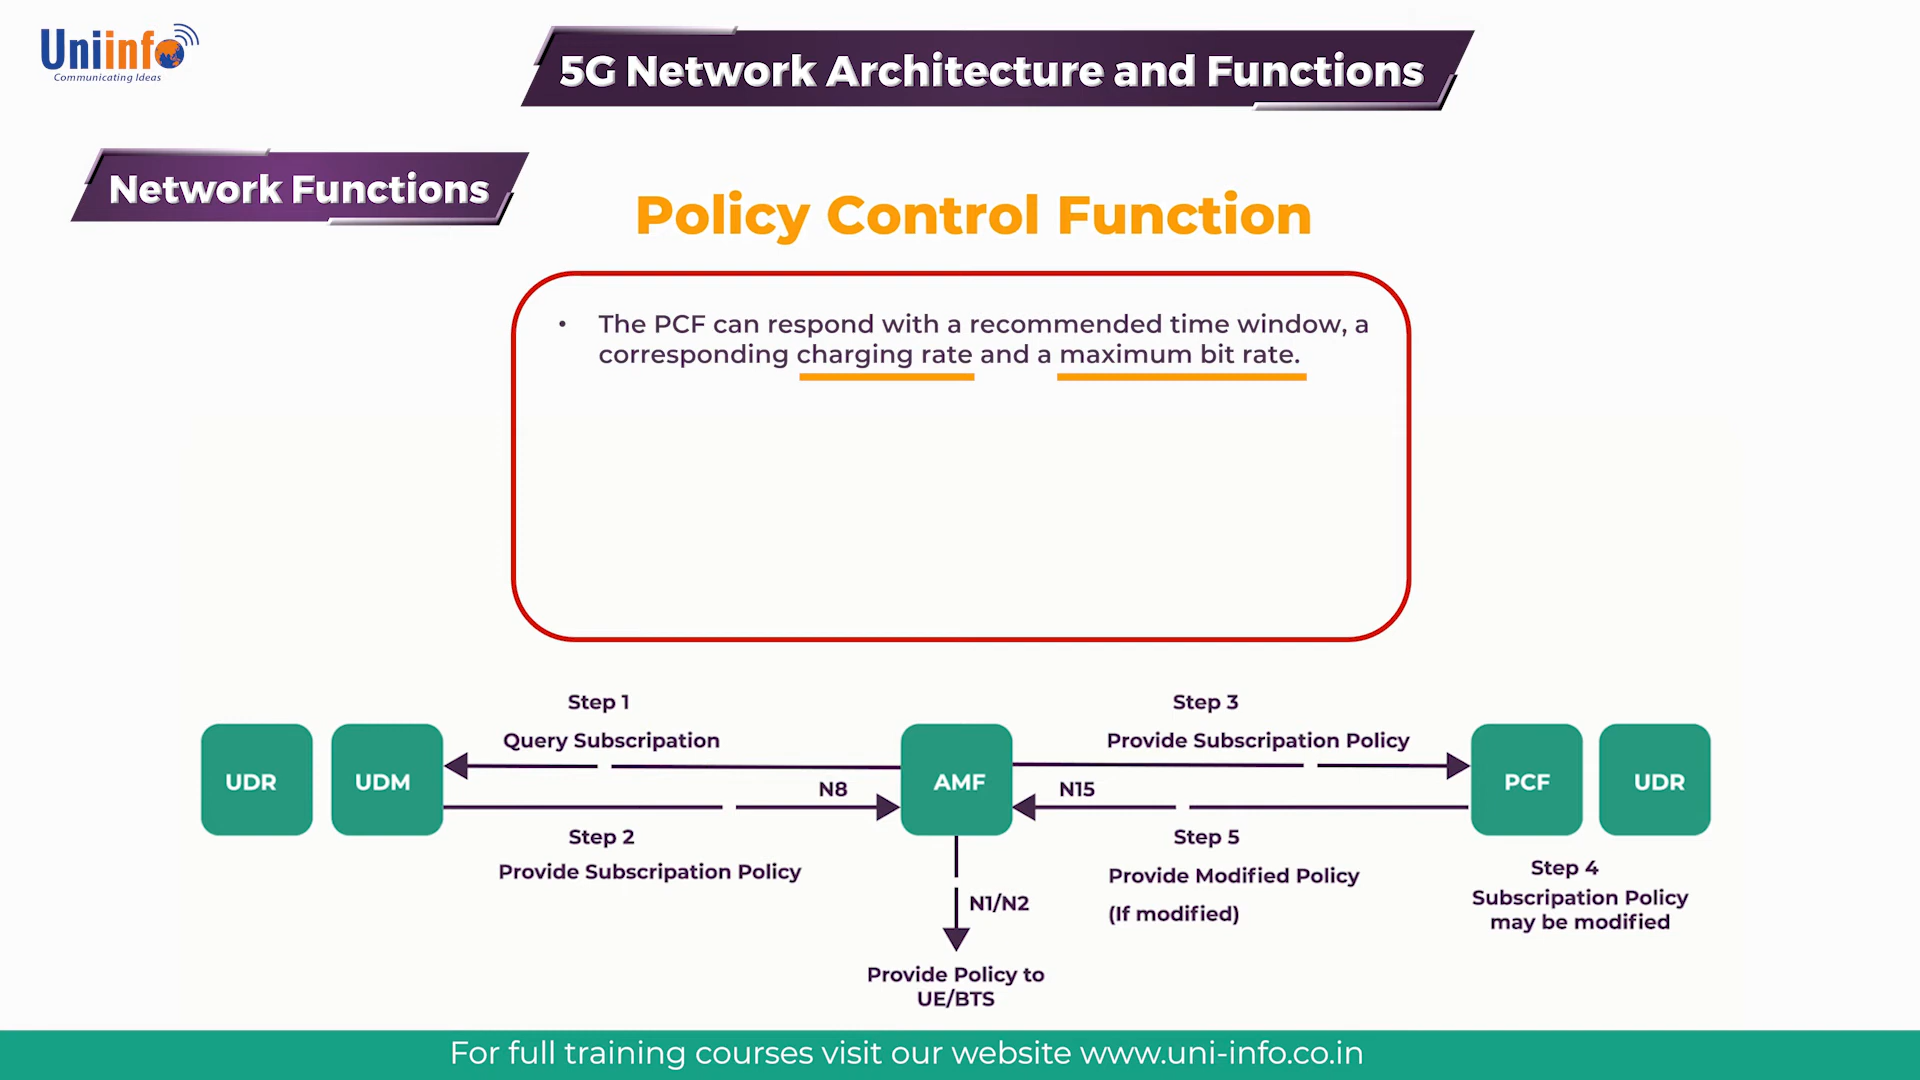 Uniinfo
Communicating Ideas
5G Network Architecture and Functions
Network Functions
Policy Control Function
• The PCF can respond with a recommended time window, a
corresponding charging rate and a maximum bit rate.
Step 1
Query Subscripation
Step 3
Provide Subscripation Policy
UDR
UDM
N8
AMF
N15
PCF
UDR
Step 2
Provide Subscripation Policy
Step 5
Provide Modified Policy
(If modified)
Step 4
Subscripation Policy
may be modified
N1/N2
Provide Policy to
UE/BTS
For full training courses visit our website www.uni-info.co.in